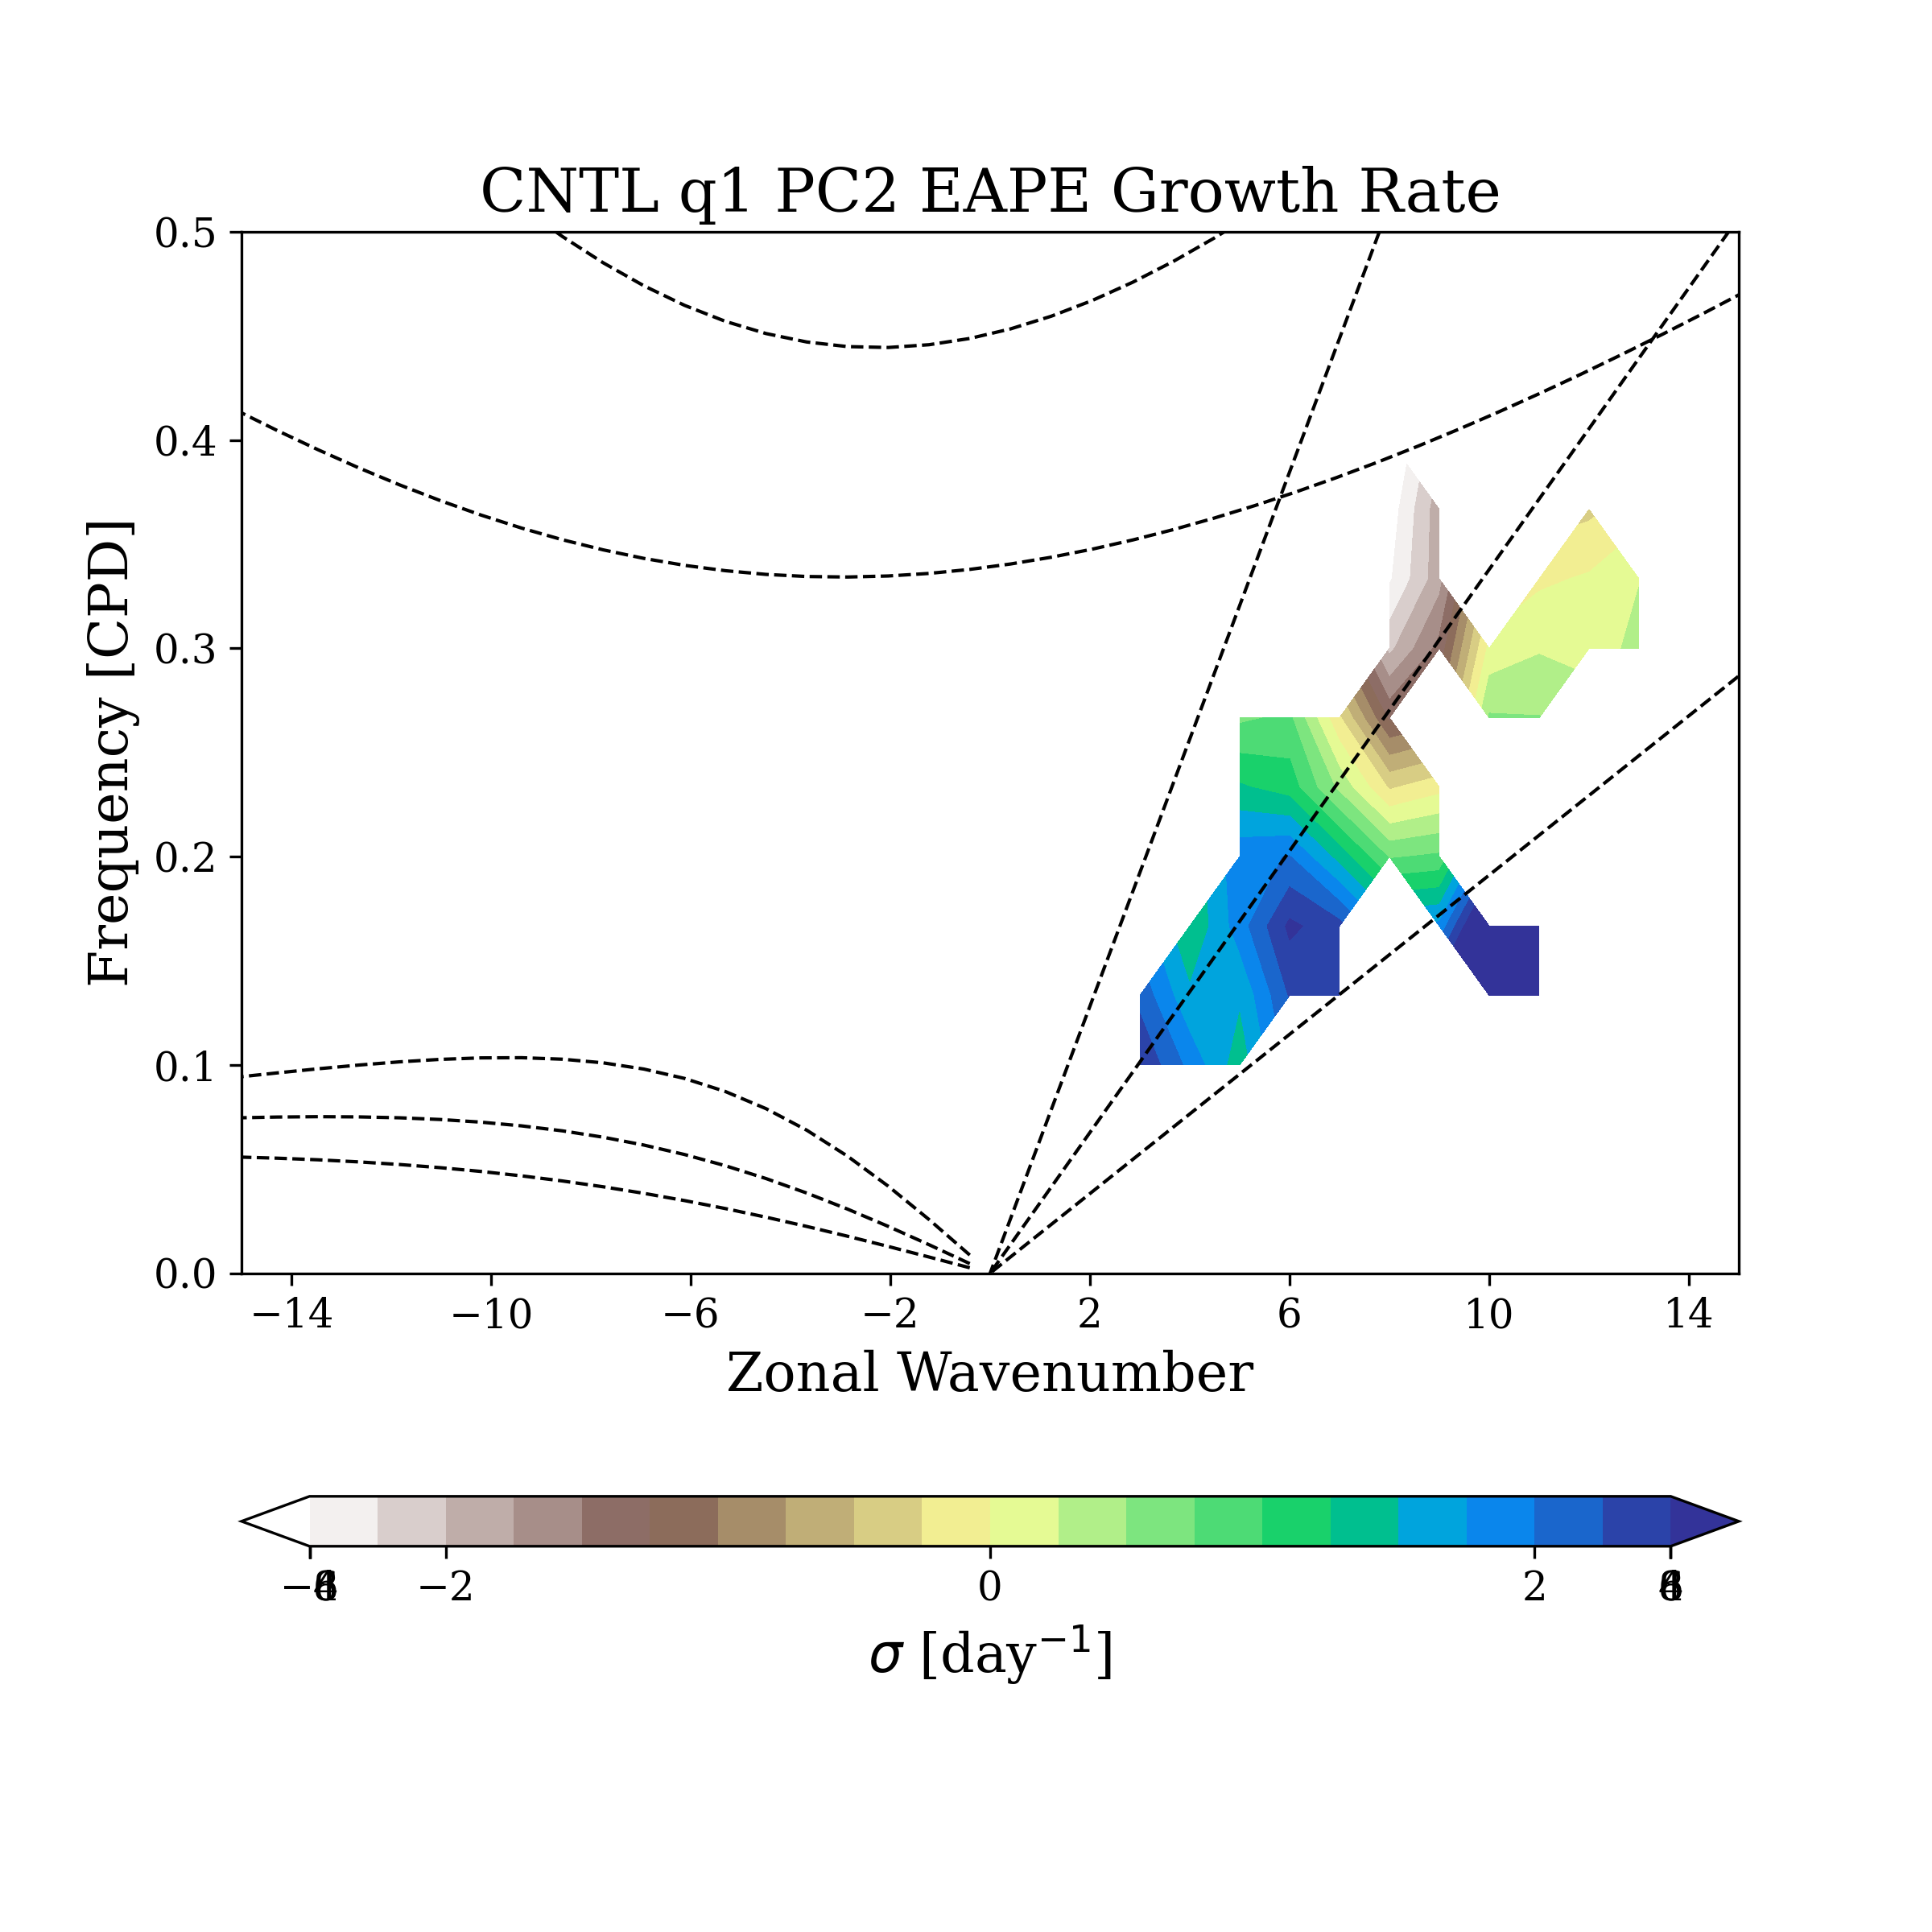 CNTL q1 PC2 EAPE Growth Rate
0.5
0.4
0.3
0.2
0.1
0.0
Frequency [CPD]
−14 −10 −6 −2 2 6 10 14
Zonal Wavenumber
−2 0 2
σ [day⁻¹]